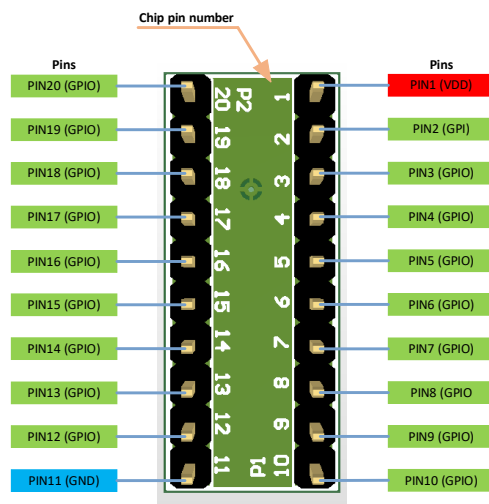 Chip pin number
Pins
Pins
PIN20 (GPIO)
20
P2
1
PIN1 (VDD)
PIN19 (GPIO)
19
2
PIN2 (GPI)
PIN18 (GPIO)
18
3
PIN3 (GPIO)
PIN17 (GPIO)
17
4
PIN4 (GPIO)
PIN16 (GPIO)
16
5
PIN5 (GPIO)
PIN15 (GPIO)
15
6
PIN6 (GPIO)
PIN14 (GPIO)
14
7
PIN7 (GPIO)
PIN13 (GPIO)
13
8
PIN8 (GPIO
PIN12 (GPIO)
12
9
PIN9 (GPIO)
PIN11 (GND)
11
P1
10
PIN10 (GPIO)